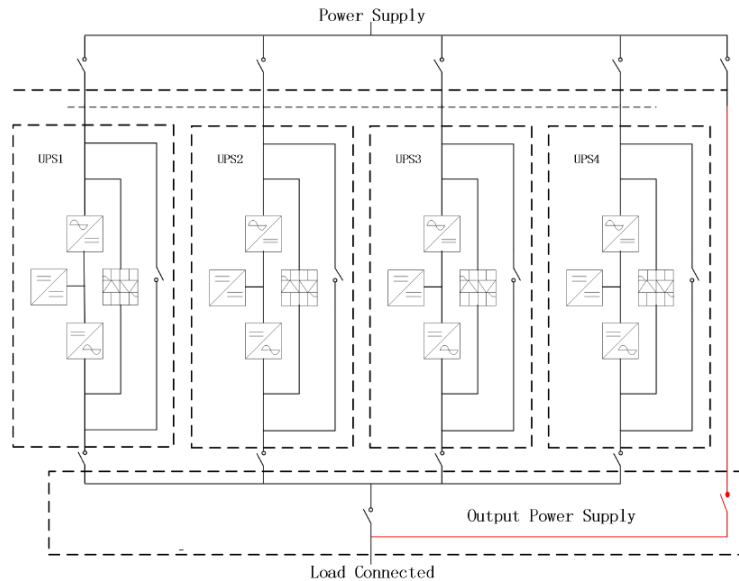 Power Supply
UPS1
UPS2
UPS3
UPS4
Output Power Supply
Load Connected